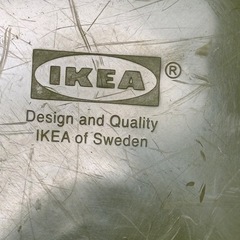 IKEA®
Design and Quality
IKEA of Sweden